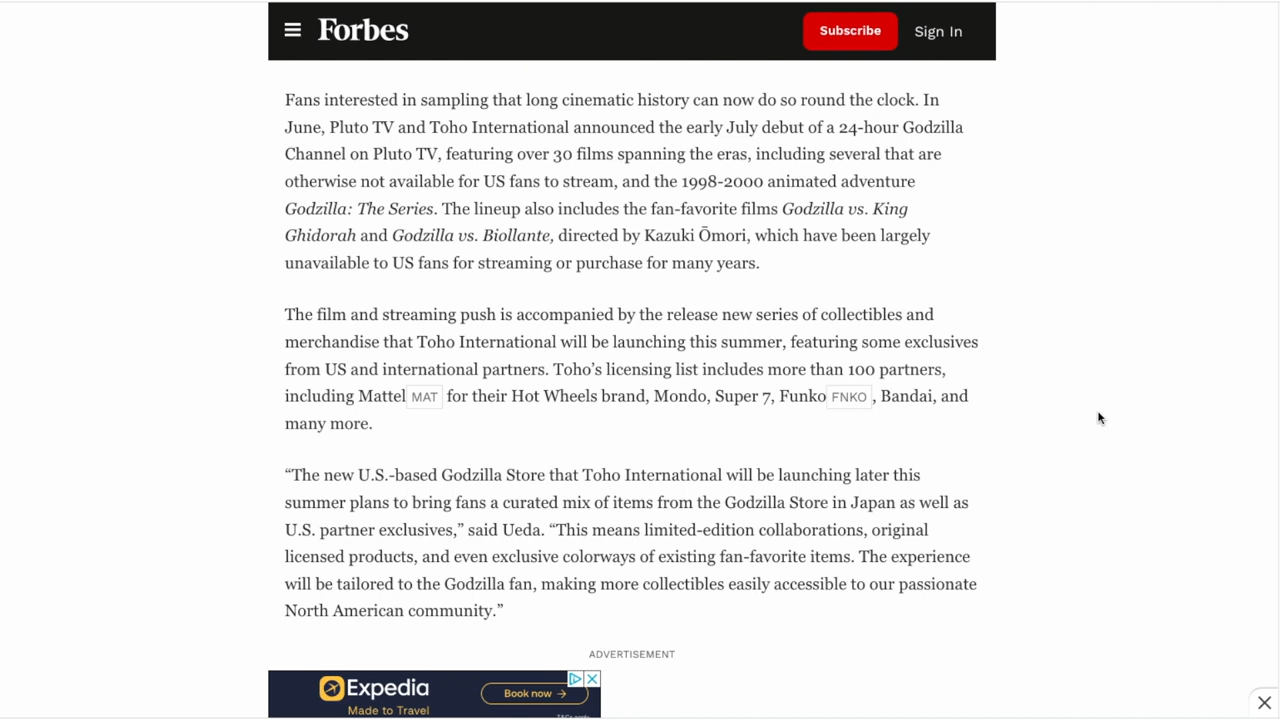 Forbes
Subscribe
Sign In
Fans interested in sampling that long cinematic history can now do so round the clock. In
June, Pluto TV and Toho International announced the early July debut of a 24-hour Godzilla
Channel on Pluto TV, featuring over 30 films spanning the eras, including several that are
otherwise not available for US fans to stream, and the 1998-2000 animated adventure
Godzilla: The Series. The lineup also includes the fan-favorite films Godzilla vs. King
Ghidorah and Godzilla vs. Biollante, directed by Kazuki Ōmori, which have been largely
unavailable to US fans for streaming or purchase for many years.
The film and streaming push is accompanied by the release new series of collectibles and
merchandise that Toho International will be launching this summer, featuring some exclusives
from US and international partners. Toho’s licensing list includes more than 100 partners,
including Mattel MAT for their Hot Wheels brand, Mondo, Super 7, Funko FNKO , Bandai, and
many more.
“The new U.S.-based Godzilla Store that Toho International will be launching later this
summer plans to bring fans a curated mix of items from the Godzilla Store in Japan as well as
U.S. partner exclusives,” said Ueda. “This means limited-edition collaborations, original
licensed products, and even exclusive colorways of existing fan-favorite items. The experience
will be tailored to the Godzilla fan, making more collectibles easily accessible to our passionate
North American community.”
ADVERTISEMENT
Expedia
Book now →
Made to Travel